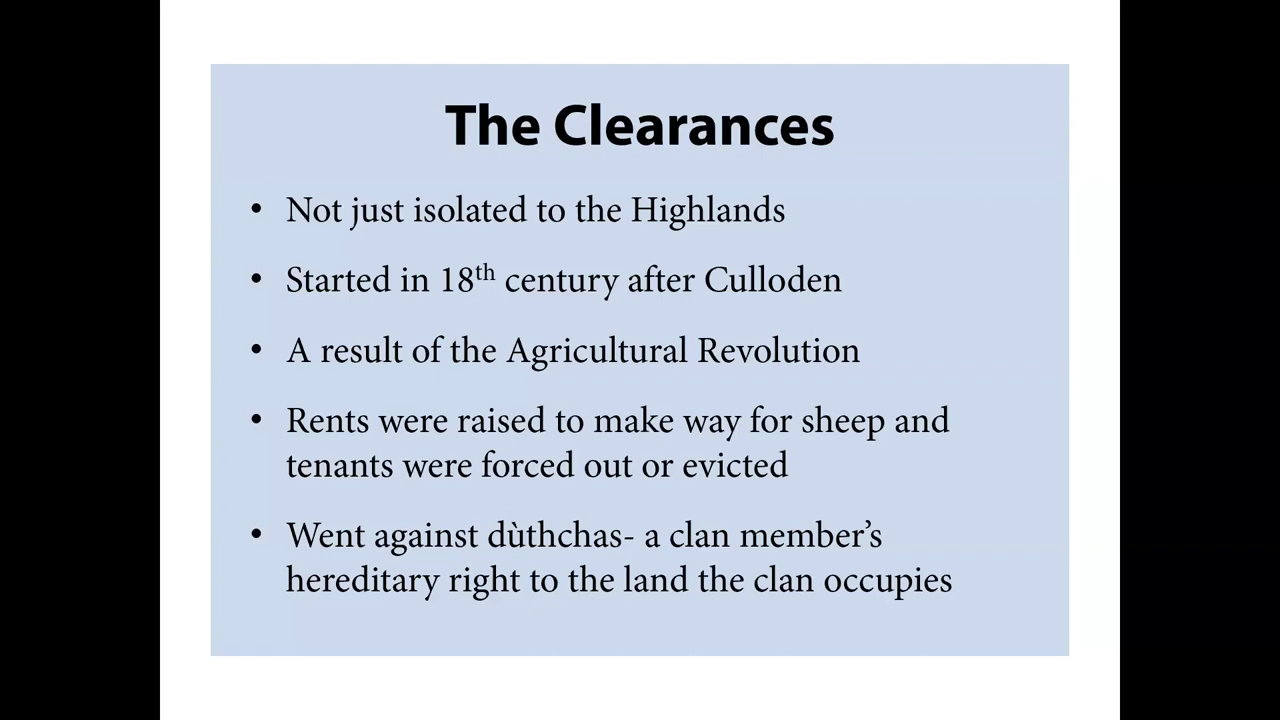 The Clearances
• Not just isolated to the Highlands
• Started in 18th century after Culloden
• A result of the Agricultural Revolution
• Rents were raised to make way for sheep and
tenants were forced out or evicted
• Went against dùthchas- a clan member’s
hereditary right to the land the clan occupies